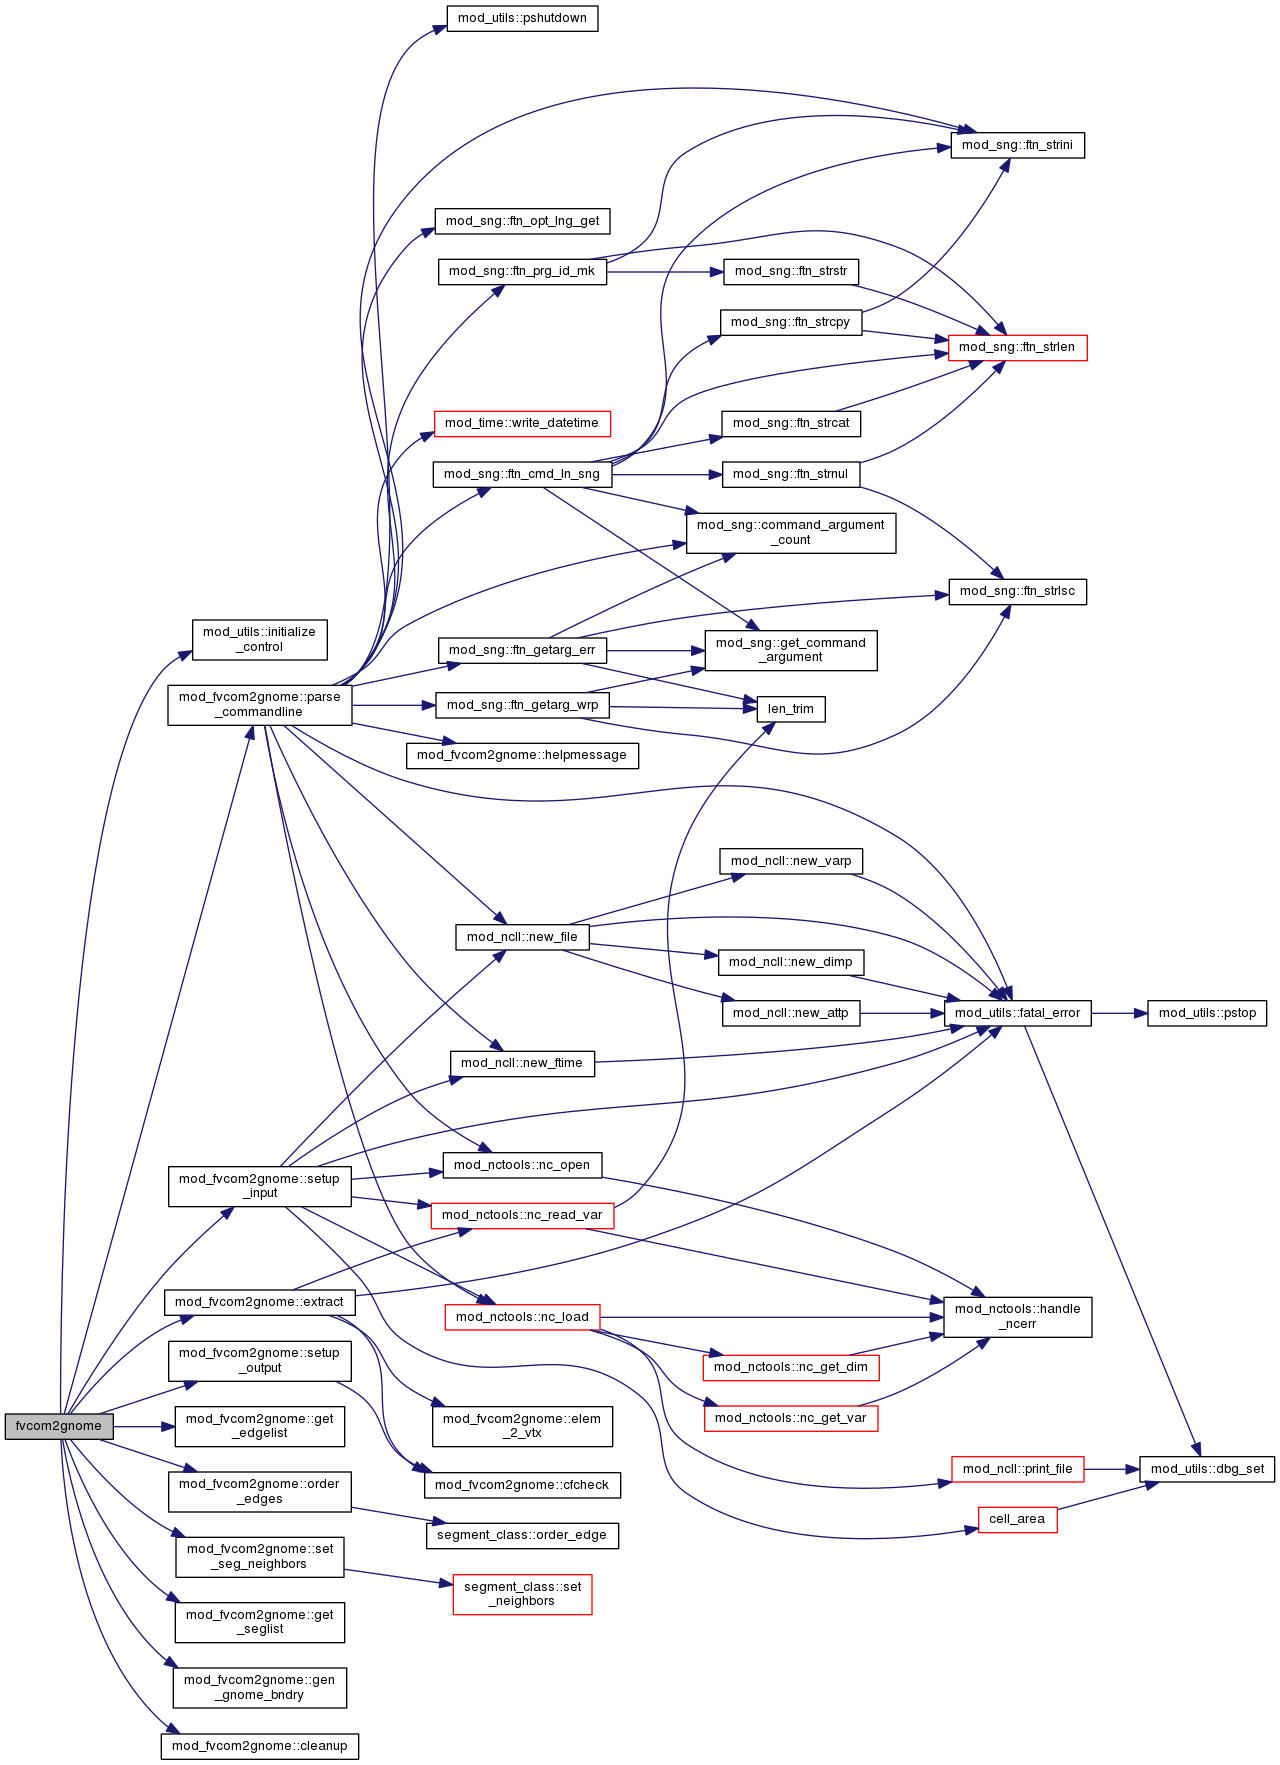 mod_utils::pshutdown
mod_sng::ftn_strini
mod_sng::ftn_opt_lng_get
mod_sng::ftn_prg_id_mk
mod_sng::ftn_strstr
mod_sng::ftn_strcpy
mod_sng::ftn_strlen
mod_time::write_datetime
mod_sng::ftn_strcat
mod_sng::ftn_cmd_ln_sng
mod_sng::ftn_strnul
mod_sng::command_argument
_count
mod_sng::ftn_strlsc
mod_utils::initialize
_control
mod_sng::ftn_getarg_err
mod_sng::get_command
_argument
mod_fvcom2gnome::parse
_commandline
mod_sng::ftn_getarg_wrp
len_trim
mod_fvcom2gnome::helpmessage
mod_ncll::new_varp
mod_ncll::new_file
mod_ncll::new_dimp
mod_ncll::new_attp
mod_utils::fatal_error
mod_utils::pstop
mod_ncll::new_ftime
mod_nctools::nc_open
mod_fvcom2gnome::setup
_input
mod_nctools::nc_read_var
mod_fvcom2gnome::extract
mod_nctools::nc_load
mod_nctools::handle
_ncerr
mod_fvcom2gnome::setup
_output
mod_nctools::nc_get_dim
mod_nctools::nc_get_var
fvcom2gnome
mod_fvcom2gnome::get
_edgelist
mod_fvcom2gnome::elem
_2_vtx
mod_ncll::print_file
mod_utils::dbg_set
mod_fvcom2gnome::order
_edges
mod_fvcom2gnome::cfcheck
cell_area
segment_class::order_edge
mod_fvcom2gnome::set
_seg_neighbors
segment_class::set
_neighbors
mod_fvcom2gnome::get
_seglist
mod_fvcom2gnome::gen
_gnome_bndry
mod_fvcom2gnome::cleanup